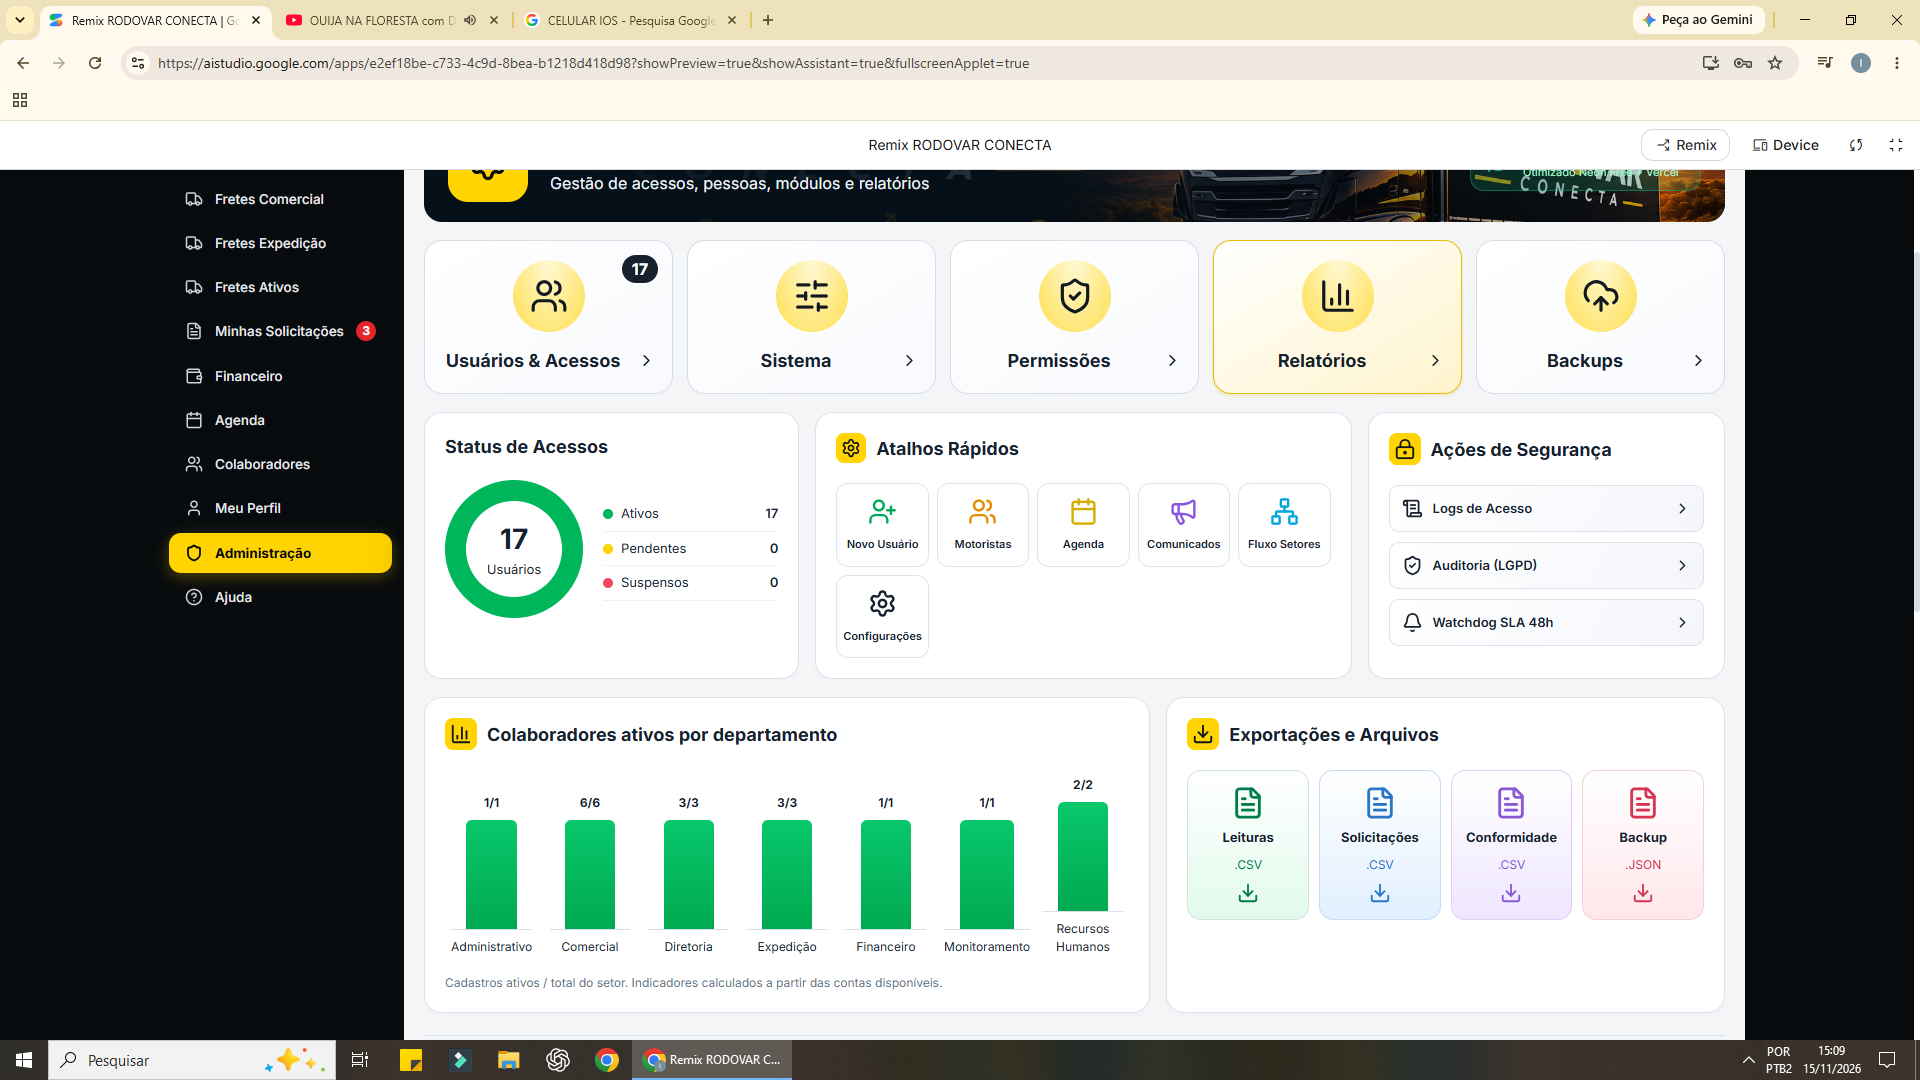 Remix RODOVAR CONECTA | Go
OUIJA NA FLORESTA com D
CELULAR IOS - Pesquisa Google
Peça ao Gemini
https://aistudio.google.com/apps/e2ef18be-c733-4c9d-8bea-b1218d418d98?showPreview=true&showAssistant=true&fullscreenApplet=true
I
Remix RODOVAR CONECTA
Remix
Device
Fretes Comercial
Fretes Expedição
Fretes Ativos
Minhas Solicitações
3
Financeiro
Agenda
Colaboradores
Meu Perfil
Administração
Ajuda
Gestão de acessos, pessoas, módulos e relatórios
CONECTA
17
Usuários & Acessos
Sistema
Permissões
Relatórios
Backups
Status de Acessos
17
Usuários
Ativos 17
Pendentes 0
Suspensos 0
Atalhos Rápidos
Novo Usuário
Motoristas
Agenda
Comunicados
Fluxo Setores
Configurações
Ações de Segurança
Logs de Acesso
Auditoria (LGPD)
Watchdog SLA 48h
Colaboradores ativos por departamento
1/1
6/6
3/3
3/3
1/1
1/1
2/2
Administrativo
Comercial
Diretoria
Expedição
Financeiro
Monitoramento
Recursos
Humanos
Cadastros ativos / total do setor. Indicadores calculados a partir das contas disponíveis.
Exportações e Arquivos
Leituras
.CSV
Solicitações
.CSV
Conformidade
.CSV
Backup
.JSON
Pesquisar
Remix RODOVAR C...
POR
PTB2
15:09
15/11/2026